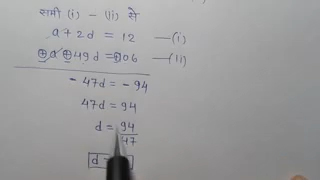 समी (i) - (ii) से
a + 2d = 12 —(i)
a + 49d = 106 —(ii)
- 47d = - 94
47d = 94
d = 94
47
d =